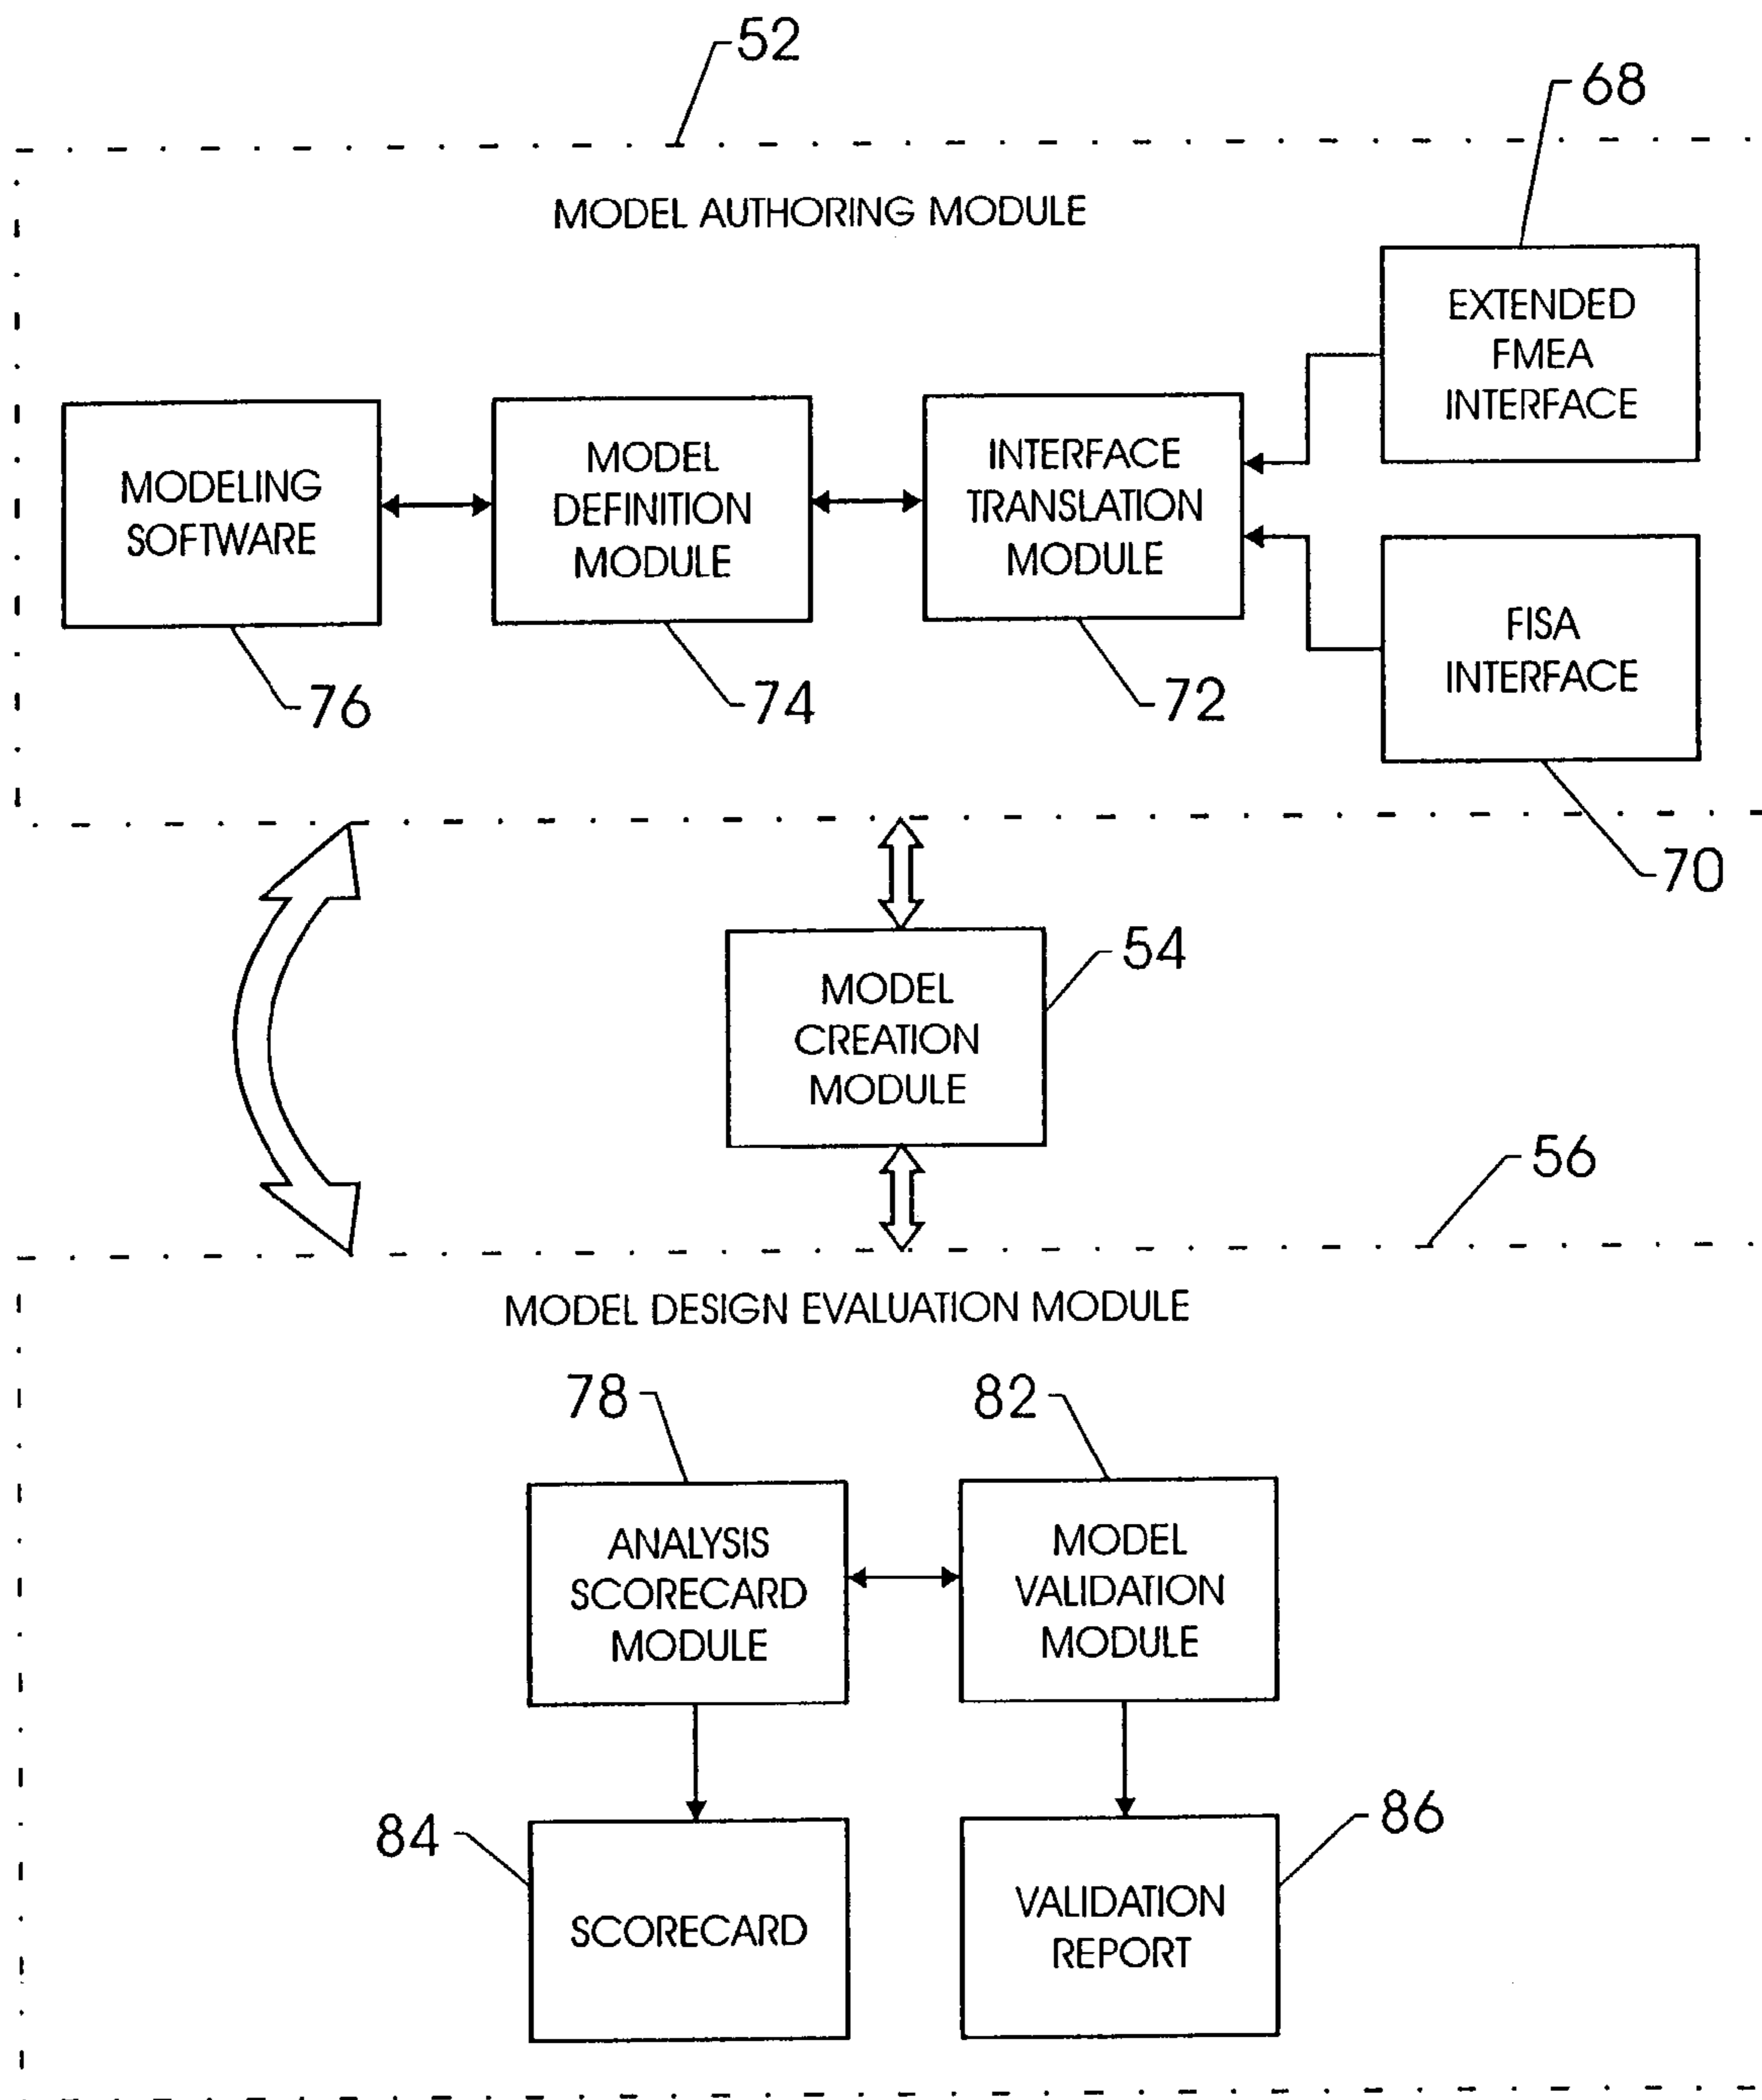 52
68
MODEL AUTHORING MODULE
EXTENDED
FMEA
INTERFACE
MODELING
SOFTWARE
MODEL
DEFINITION
MODULE
INTERFACE
TRANSLATION
MODULE
FISA
INTERFACE
76
74
72
70
MODEL
CREATION
MODULE
54
56
MODEL DESIGN EVALUATION MODULE
78
82
ANALYSIS
SCORECARD
MODULE
MODEL
VALIDATION
MODULE
84
86
SCORECARD
VALIDATION
REPORT